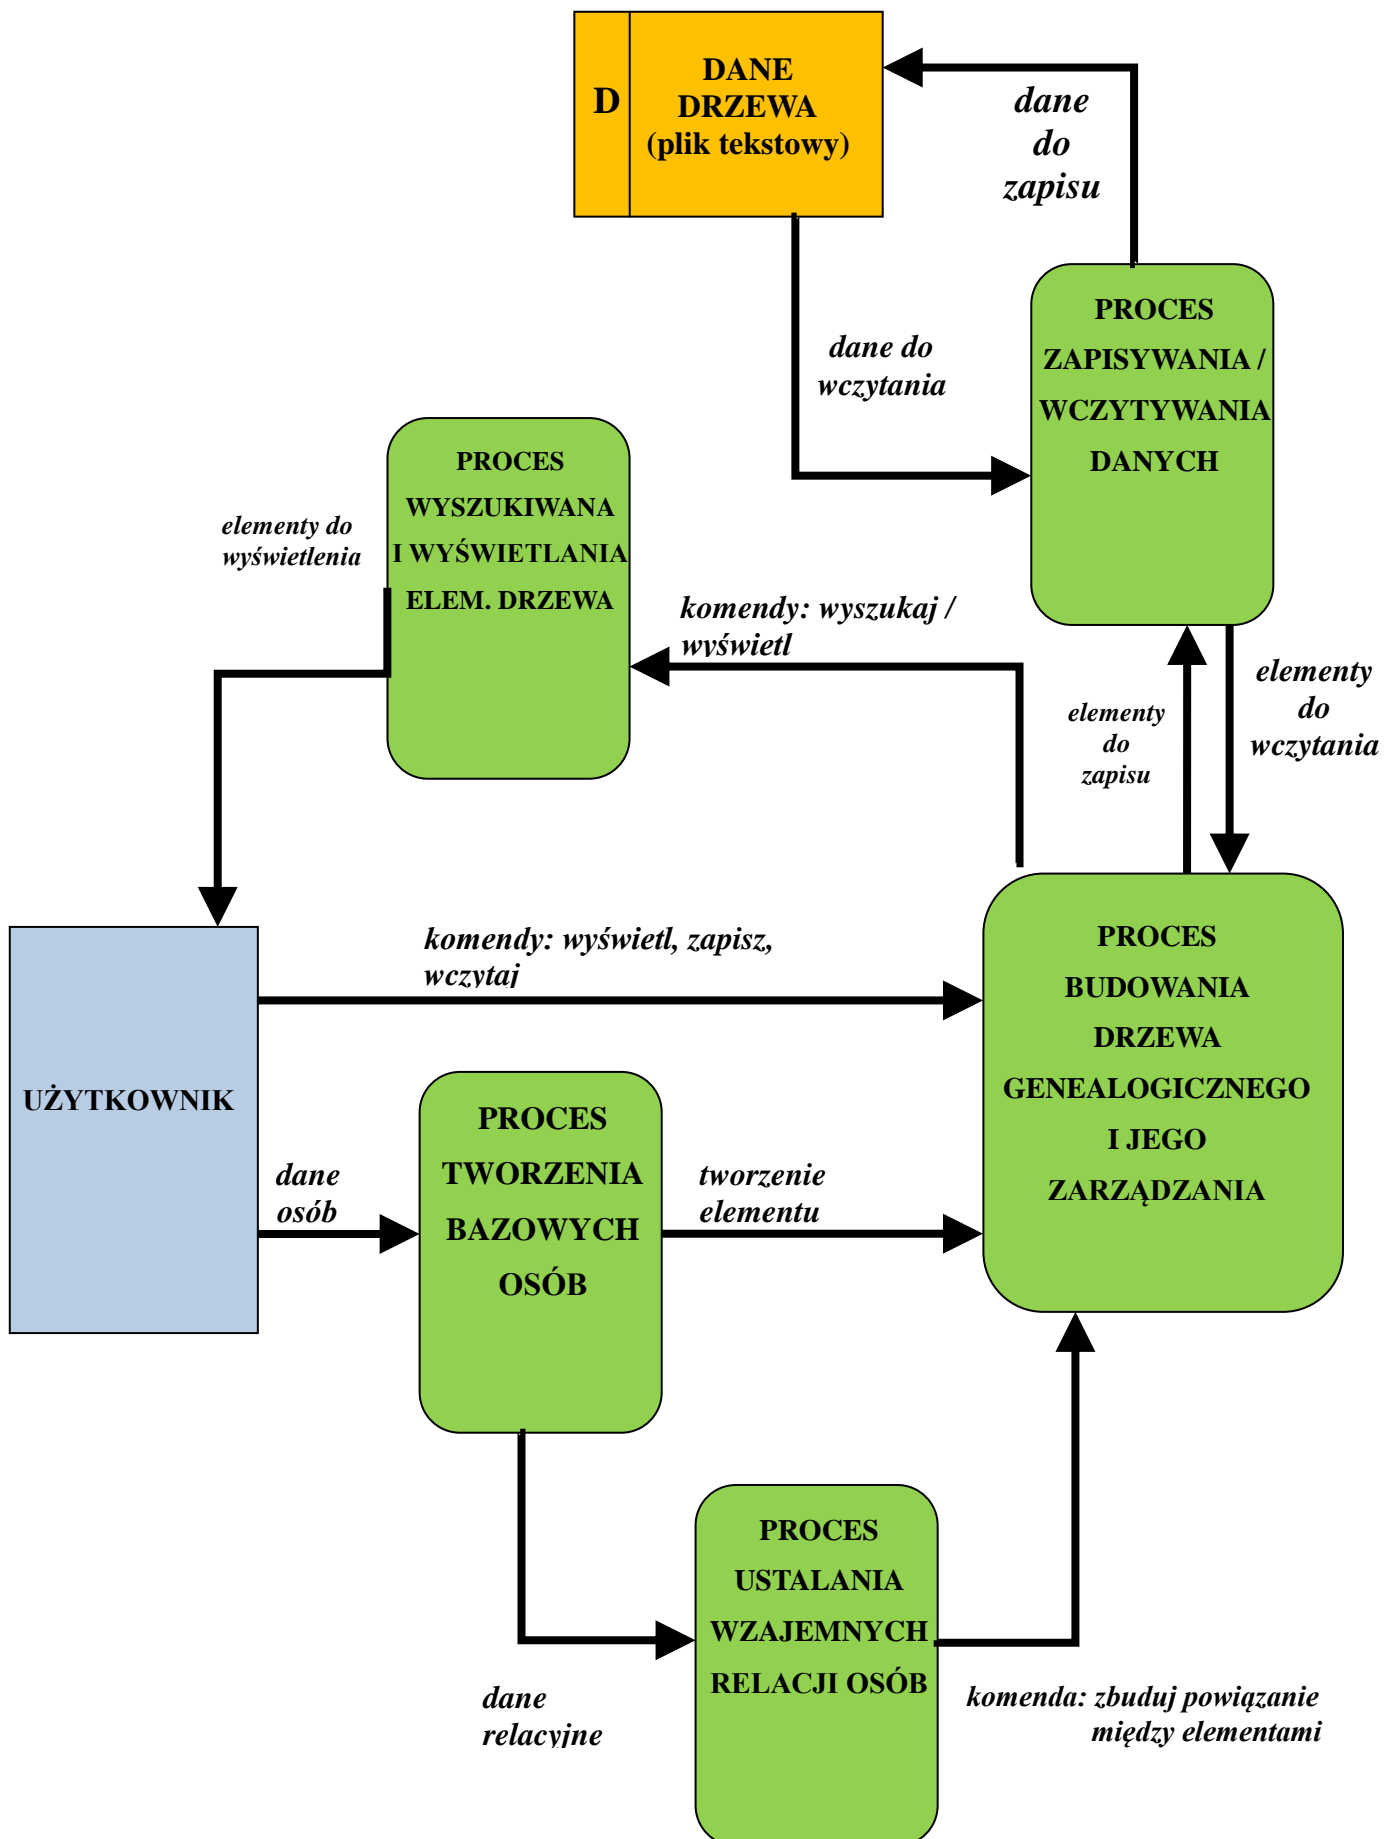 D
DANE
DRZEWA
(plik tekstowy)
dane
do
zapisu
PROCES
ZAPISYWANIA /
WCZYTYWANIA
DANYCH
dane do
wczytania
PROCES
WYSZUKIWANA
I WYŚWIETLANIA
ELEM. DRZEWA
elementy do
wyświetlenia
komendy: wyszukaj /
wyświetl
elementy
do
zapisu
elementy
do
wczytania
UŻYTKOWNIK
komendy: wyświetl, zapisz,
wczytaj
PROCES
BUDOWANIA
DRZEWA
GENEALOGICZNEGO
I JEGO
ZARZĄDZANIA
dane
osób
PROCES
TWORZENIA
BAZOWYCH
OSÓB
tworzenie
elementu
PROCES
USTALANIA
WZAJEMNYCH
RELACJI OSÓB
dane
relacyjne
komenda: zbuduj powiązanie
między elementami